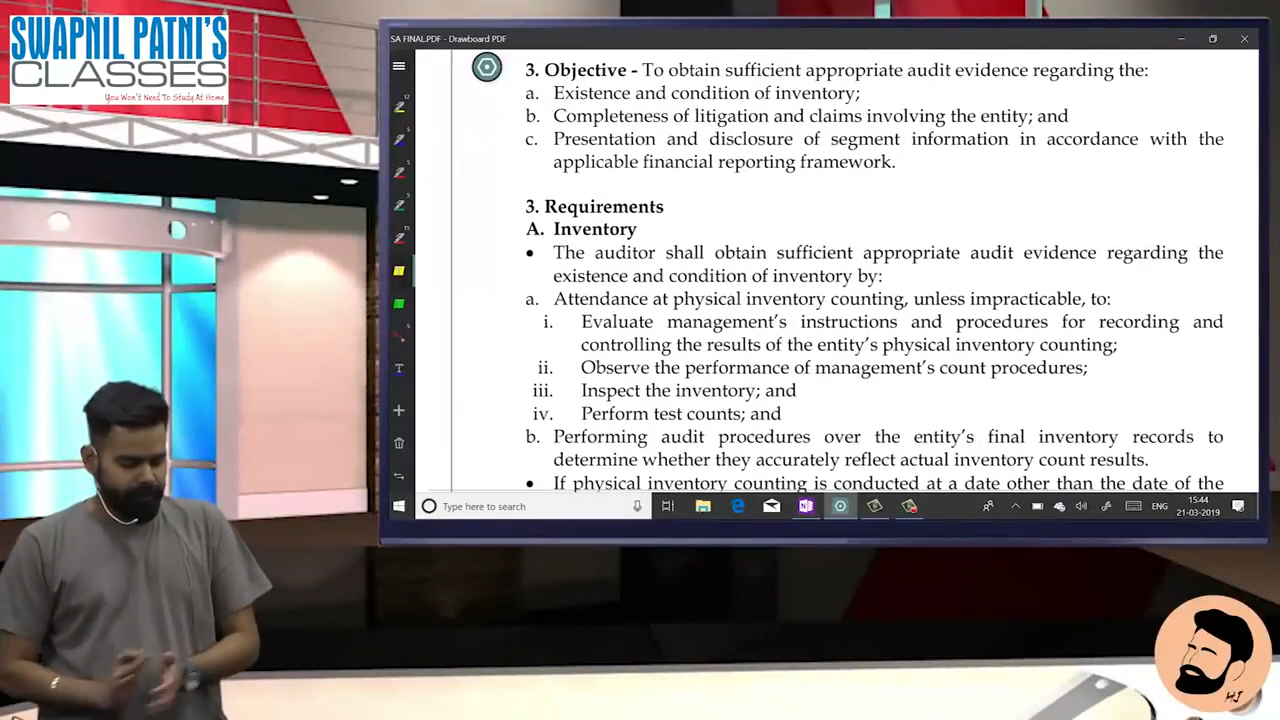 SWAPNIL PATNI'S
CLASSES
You Won't Need To Study At Home
SA FINAL.PDF - Drawboard PDF
3. Objective - To obtain sufficient appropriate audit evidence regarding the:
a. Existence and condition of inventory;
b. Completeness of litigation and claims involving the entity; and
c. Presentation and disclosure of segment information in accordance with the
applicable financial reporting framework.
3. Requirements
A. Inventory
• The auditor shall obtain sufficient appropriate audit evidence regarding the
existence and condition of inventory by:
a. Attendance at physical inventory counting, unless impracticable, to:
i. Evaluate management's instructions and procedures for recording and
controlling the results of the entity's physical inventory counting;
ii. Observe the performance of management's count procedures;
iii. Inspect the inventory; and
iv. Perform test counts; and
b. Performing audit procedures over the entity's final inventory records to
determine whether they accurately reflect actual inventory count results.
• If physical inventory counting is conducted at a date other than the date of the
Type here to search
ENG
15:44
21-03-2019
HJ